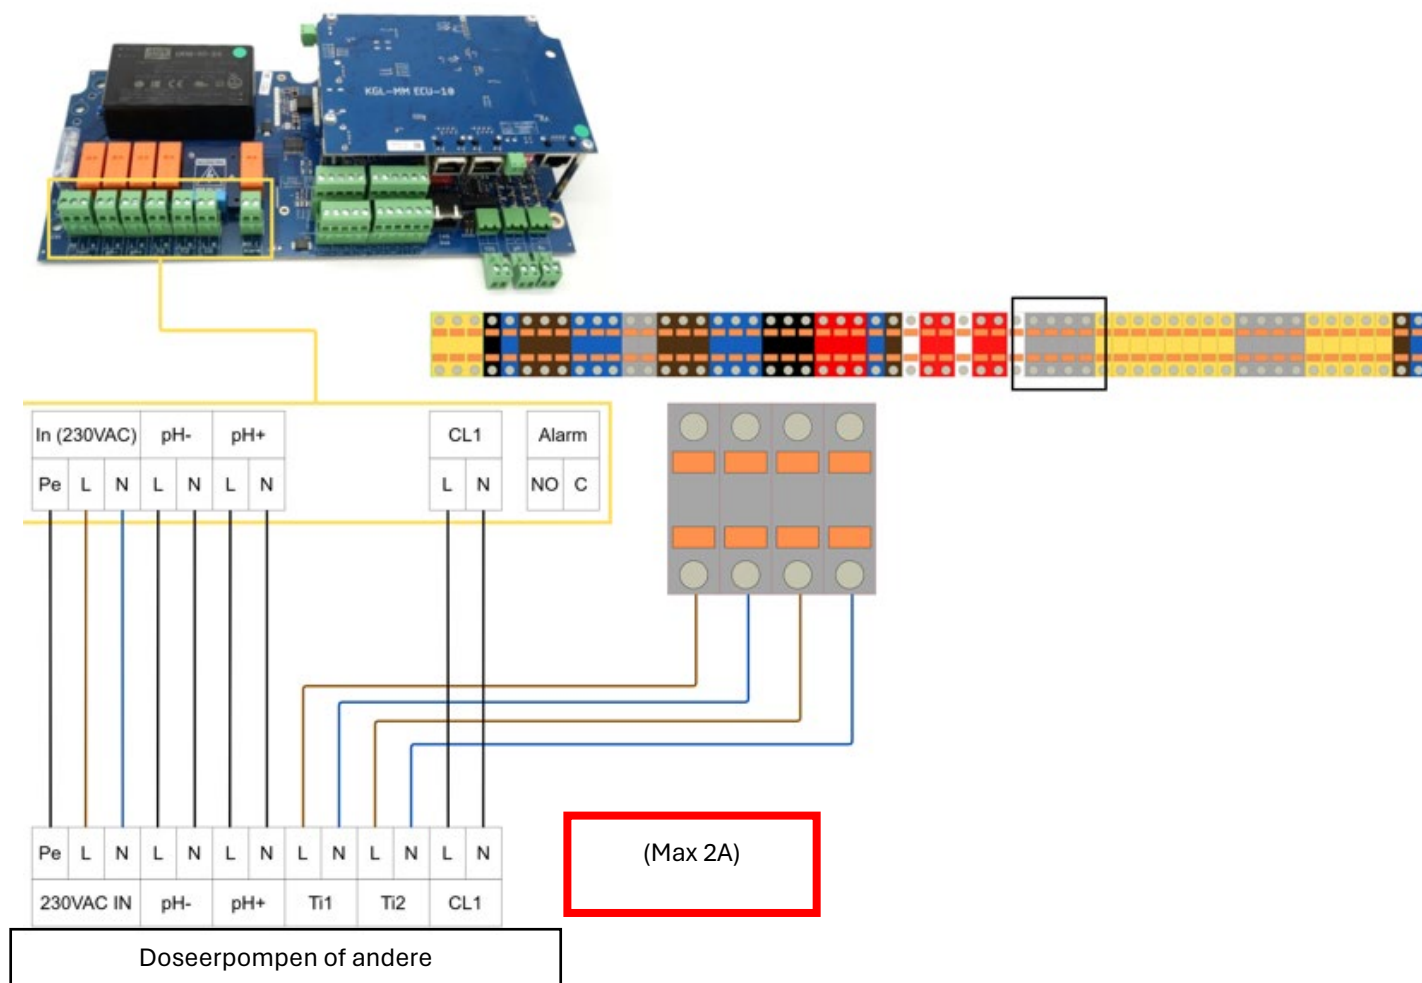 KGL-MM ECU-10
In (230VAC) pH- pH+ CL1 Alarm
Pe L N L N L N L N NO C
Pe L N L N L N L N L N L N
230VAC IN pH- pH+ Ti1 Ti2 CL1
(Max 2A)
Doseerpompen of andere